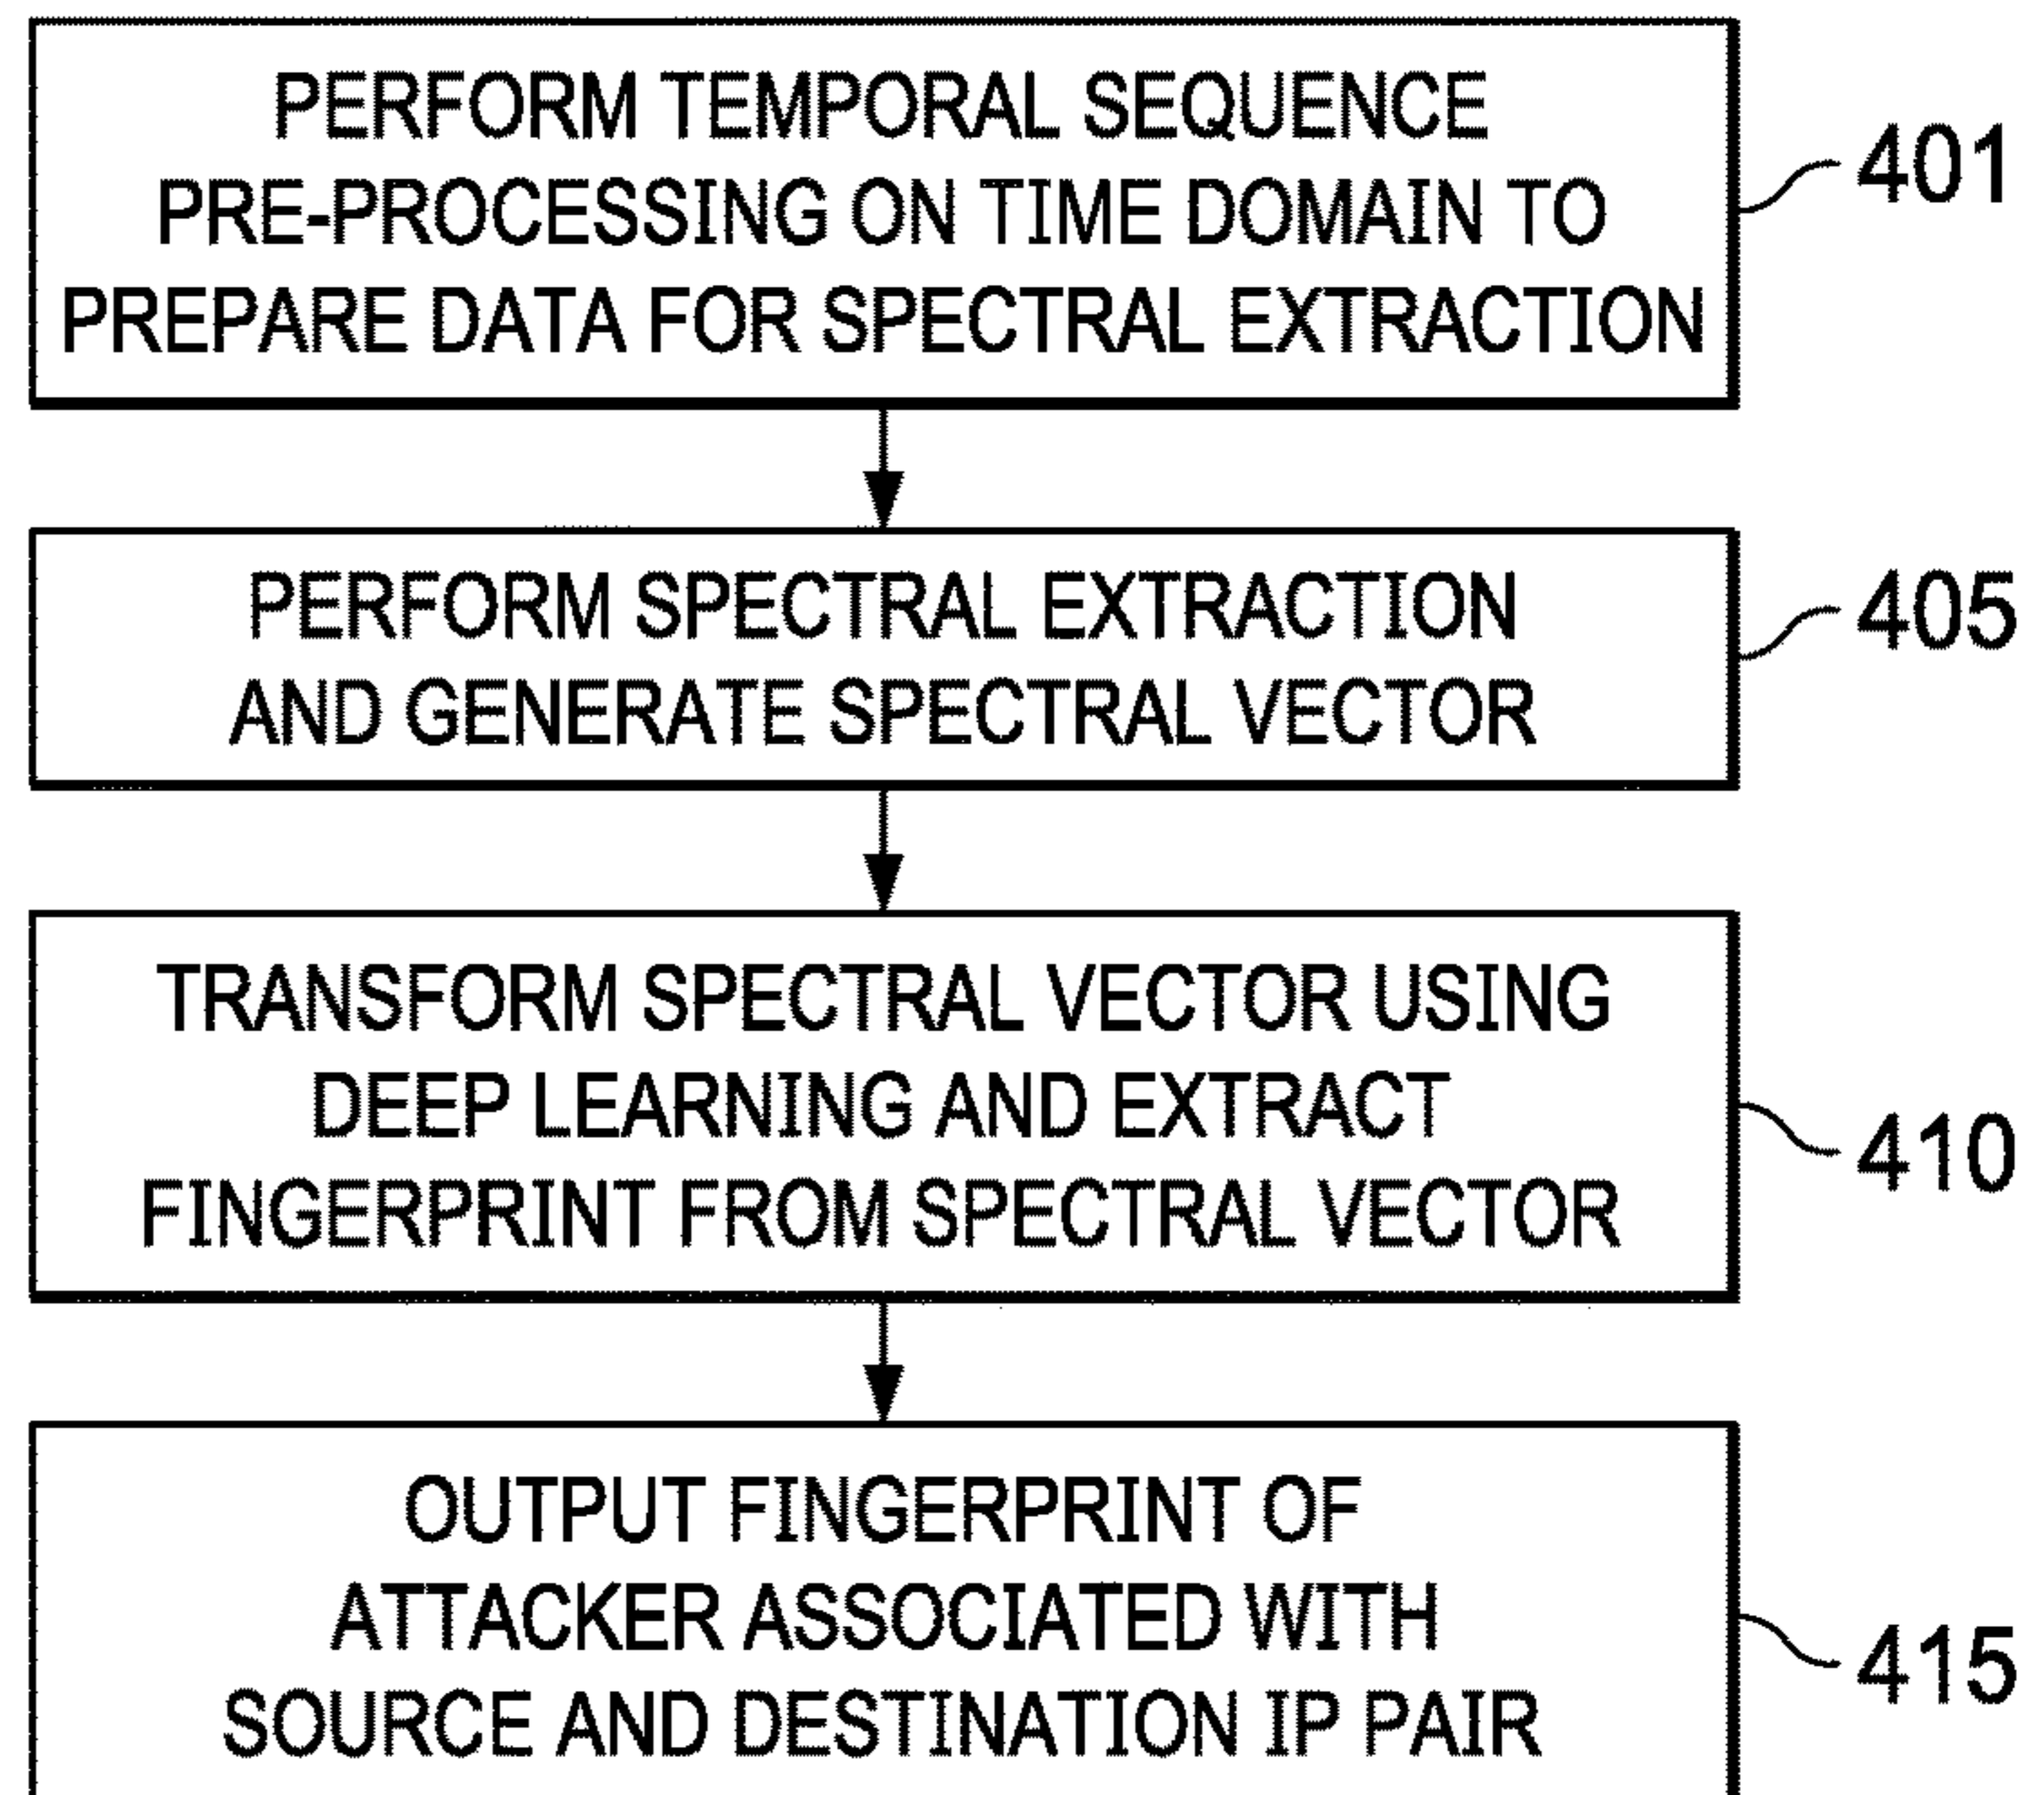 PERFORM TEMPORAL SEQUENCE
PRE-PROCESSING ON TIME DOMAIN TO
PREPARE DATA FOR SPECTRAL EXTRACTION
401
PERFORM SPECTRAL EXTRACTION
AND GENERATE SPECTRAL VECTOR
405
TRANSFORM SPECTRAL VECTOR USING
DEEP LEARNING AND EXTRACT
FINGERPRINT FROM SPECTRAL VECTOR
410
OUTPUT FINGERPRINT OF
ATTACKER ASSOCIATED WITH
SOURCE AND DESTINATION IP PAIR
415